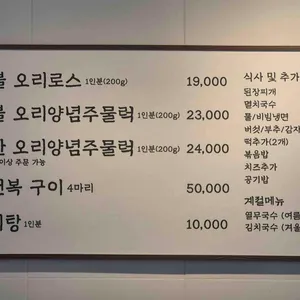 불 오리로스 1인분(200g) 19,000
불 오리양념주물럭 1인분(200g) 23,000
오리양념주물럭 1인분(200g) 24,000
이상 주문 가능
전복 구이 4마리 50,000
1인분 10,000
식사 및 추가
된장찌개
멸치국수
물/비빔냉면
버섯/부추/감자
떡추가(2개)
볶음밥
치즈추가
공기밥
계절메뉴
열무국수 (여름
김치국수 (겨울